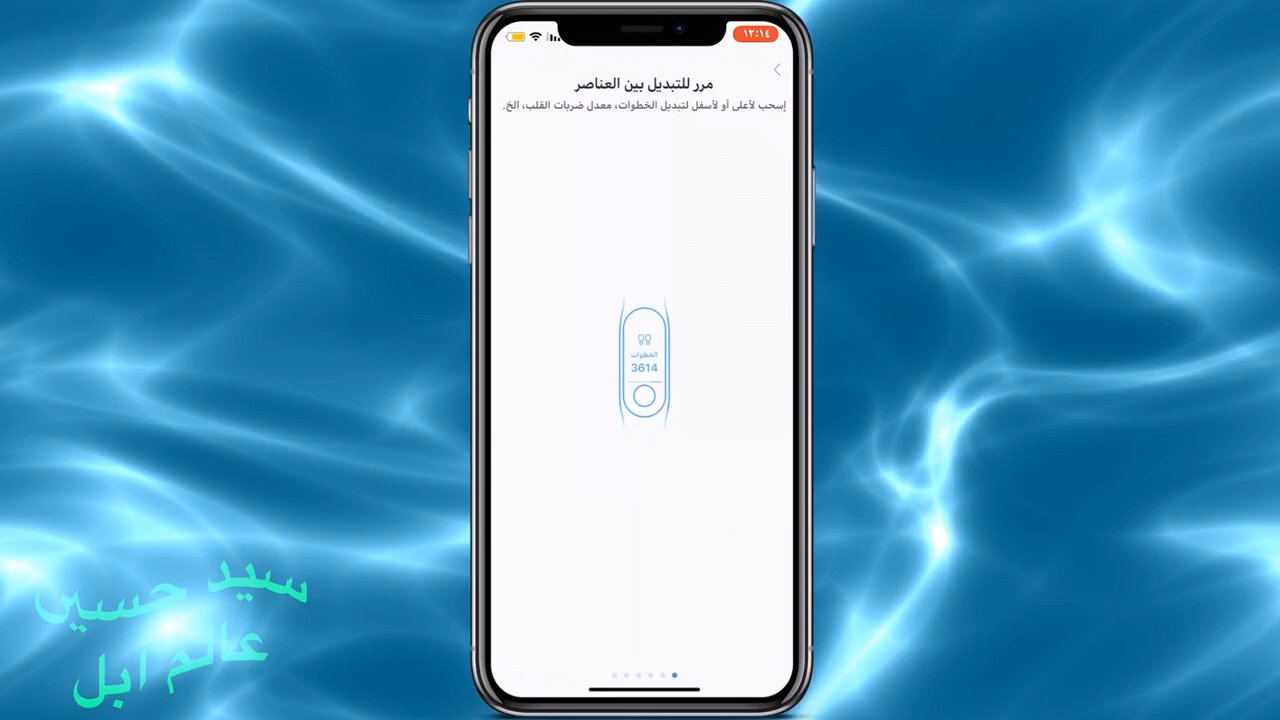 ١٢:١٤
مرر للتبديل بين العناصر
إسحب لأعلى أو لأسفل لتبديل الخطوات، معدل ضربات القلب، الخ.
الخطوات
3614
سيد حسين
عالم ابل